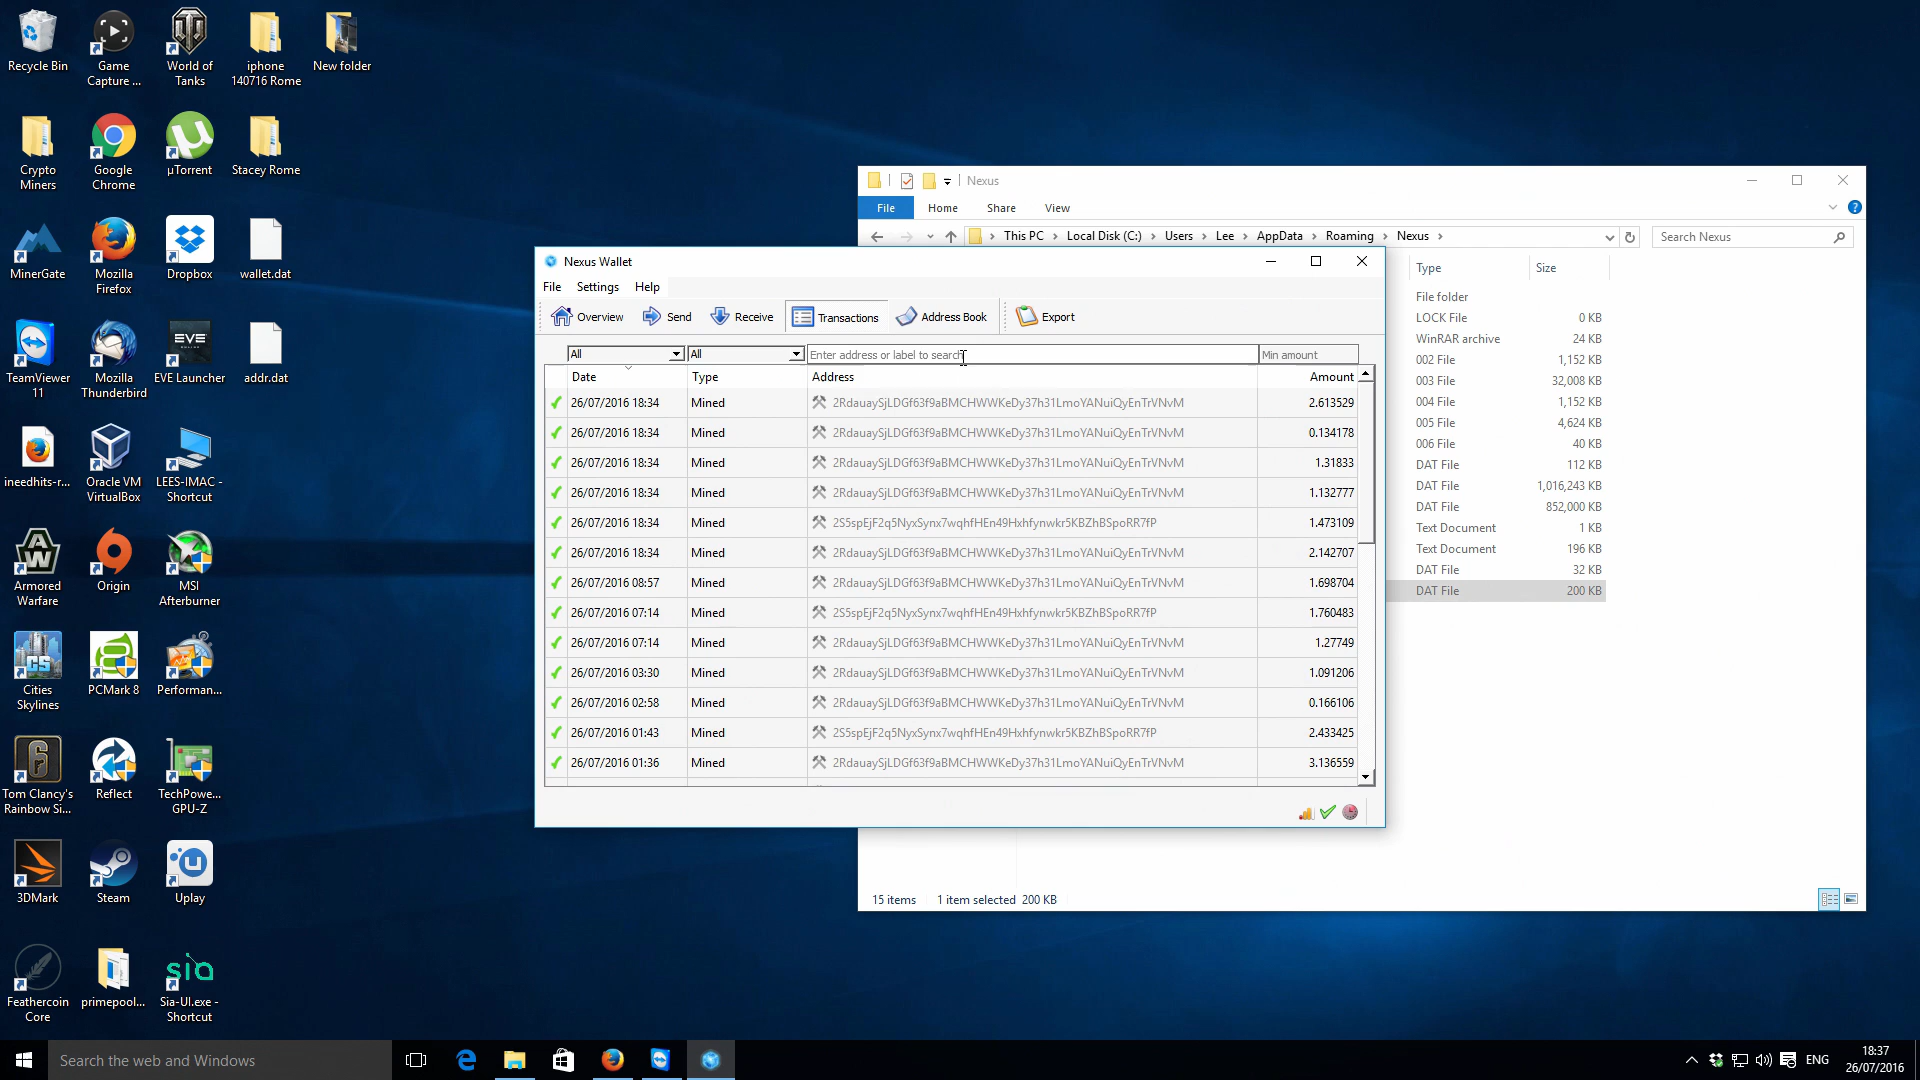 Recycle Bin
Game
Capture ...
World of
Tanks
iphone
140716 Rome
New folder
Crypto
Miners
Google
Chrome
µTorrent
Stacey Rome
MinerGate
Mozilla
Firefox
Dropbox
wallet.dat
TeamViewer
11
Mozilla
Thunderbird
EVE
EVE Launcher
addr.dat
ineedhits-r...
Oracle VM
VirtualBox
LEES-IMAC -
Shortcut
AW
Armored
Warfare
Origin
MSI
Afterburner
CS
Cities
Skylines
PCMark 8
Performan...
6
Tom Clancy's
Rainbow Si...
Reflect
TechPowe...
GPU-Z
3DMark
Steam
Uplay
Feathercoin
Core
primepool...
sia
Sia-UI.exe -
Shortcut
Nexus
File Home Share View
This PC > Local Disk (C:) > Users > Lee > AppData > Roaming > Nexus >
Search Nexus
Type Size
File folder
LOCK File 0 KB
WinRAR archive 24 KB
002 File 1,152 KB
003 File 32,008 KB
004 File 1,152 KB
005 File 4,624 KB
006 File 40 KB
DAT File 112 KB
DAT File 1,016,243 KB
DAT File 852,000 KB
Text Document 1 KB
Text Document 196 KB
DAT File 32 KB
DAT File 200 KB
15 items 1 item selected 200 KB
Nexus Wallet
File Settings Help
Overview Send Receive Transactions Address Book Export
All All Enter address or label to search Min amount
Date Type Address Amount
26/07/2016 18:34 Mined 2RdauaySjLDGf63f9aBMCHWWKeDy37h31LmoYANuiQyEnTrVNvM 2.613529
26/07/2016 18:34 Mined 2RdauaySjLDGf63f9aBMCHWWKeDy37h31LmoYANuiQyEnTrVNvM 0.134178
26/07/2016 18:34 Mined 2RdauaySjLDGf63f9aBMCHWWKeDy37h31LmoYANuiQyEnTrVNvM 1.31833
26/07/2016 18:34 Mined 2RdauaySjLDGf63f9aBMCHWWKeDy37h31LmoYANuiQyEnTrVNvM 1.132777
26/07/2016 18:34 Mined 2S5spEjF2q5NyxSynx7wqhfHEn49Hxhfynwkr5KBZhBSpoRR7fP 1.473109
26/07/2016 18:34 Mined 2RdauaySjLDGf63f9aBMCHWWKeDy37h31LmoYANuiQyEnTrVNvM 2.142707
26/07/2016 08:57 Mined 2RdauaySjLDGf63f9aBMCHWWKeDy37h31LmoYANuiQyEnTrVNvM 1.698704
26/07/2016 07:14 Mined 2S5spEjF2q5NyxSynx7wqhfHEn49Hxhfynwkr5KBZhBSpoRR7fP 1.760483
26/07/2016 07:14 Mined 2RdauaySjLDGf63f9aBMCHWWKeDy37h31LmoYANuiQyEnTrVNvM 1.27749
26/07/2016 03:30 Mined 2RdauaySjLDGf63f9aBMCHWWKeDy37h31LmoYANuiQyEnTrVNvM 1.091206
26/07/2016 02:58 Mined 2RdauaySjLDGf63f9aBMCHWWKeDy37h31LmoYANuiQyEnTrVNvM 0.166106
26/07/2016 01:43 Mined 2S5spEjF2q5NyxSynx7wqhfHEn49Hxhfynwkr5KBZhBSpoRR7fP 2.433425
26/07/2016 01:36 Mined 2RdauaySjLDGf63f9aBMCHWWKeDy37h31LmoYANuiQyEnTrVNvM 3.136559
Search the web and Windows
ENG
18:37
26/07/2016